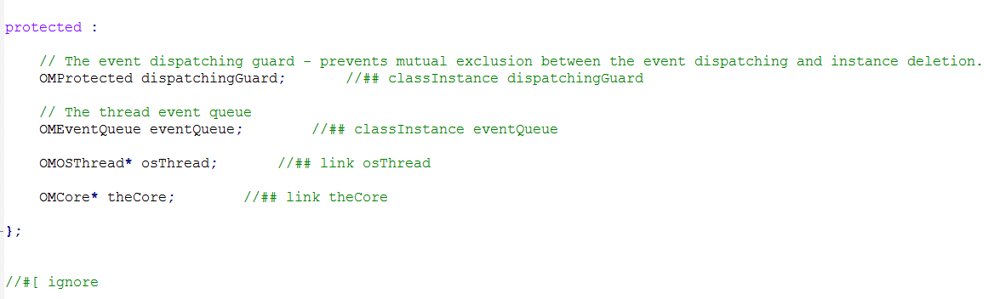 protected :
// The event dispatching guard - prevents mutual exclusion between the event dispatching and instance deletion.
OMProtected dispatchingGuard;       //## classInstance dispatchingGuard
// The thread event queue
OMEventQueue eventQueue;        //## classInstance eventQueue
OMOSThread* osThread;       //## link osThread
OMCore* theCore;        //## link theCore
};
//#[ ignore